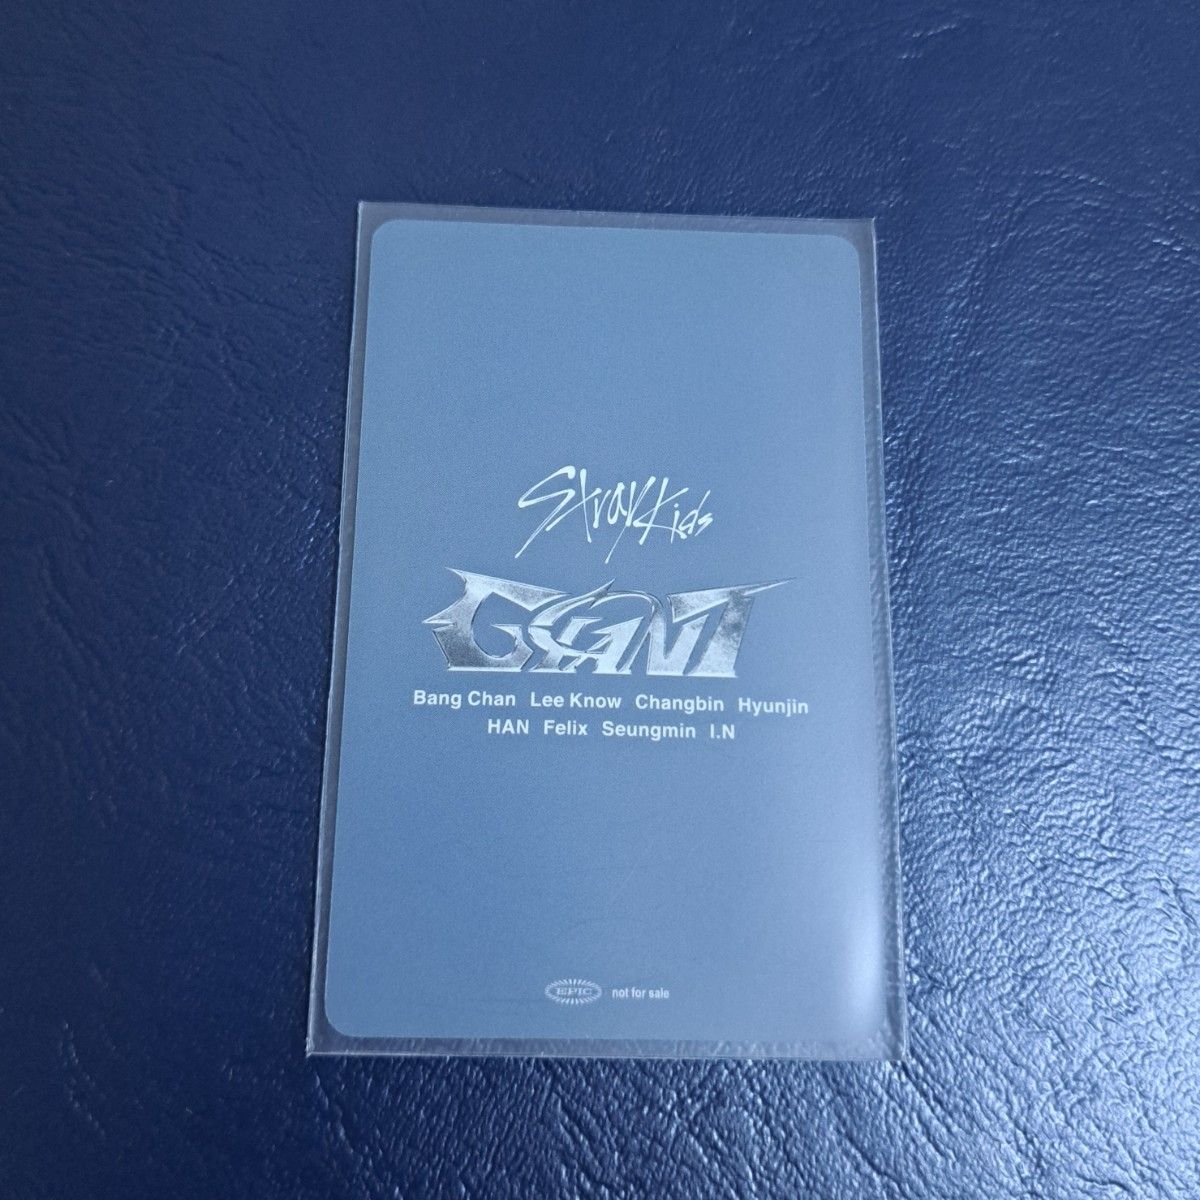 Stray Kids
GIANT
Bang Chan Lee Know Changbin Hyunjin
HAN Felix Seungmin I.N
EPIC not for sale